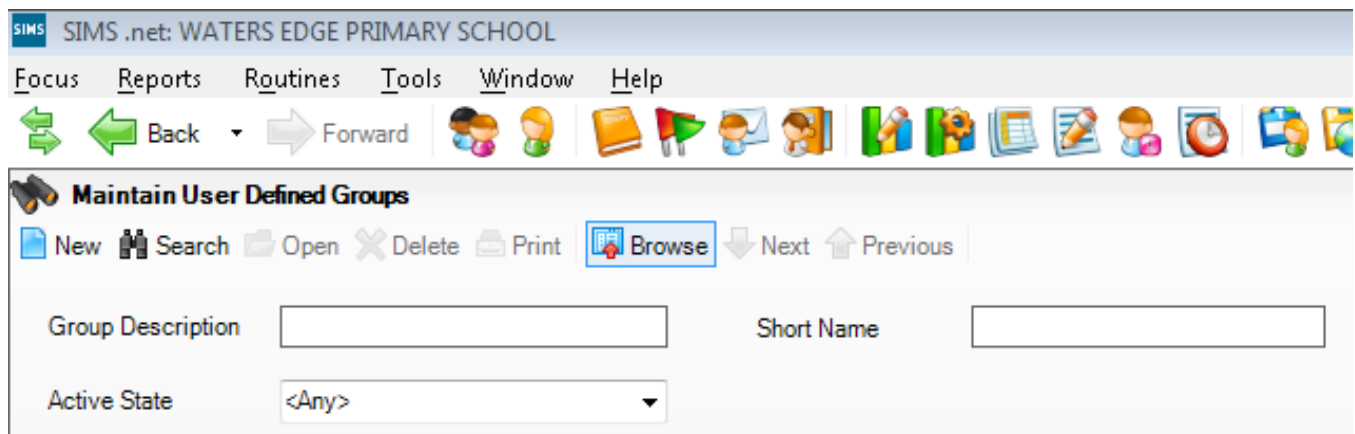 SIMS SIMS .net: WATERS EDGE PRIMARY SCHOOL
Focus Reports Routines Tools Window Help
Back Forward
Maintain User Defined Groups
New Search Open Delete Print Browse Next Previous
Group Description Short Name
Active State <Any>